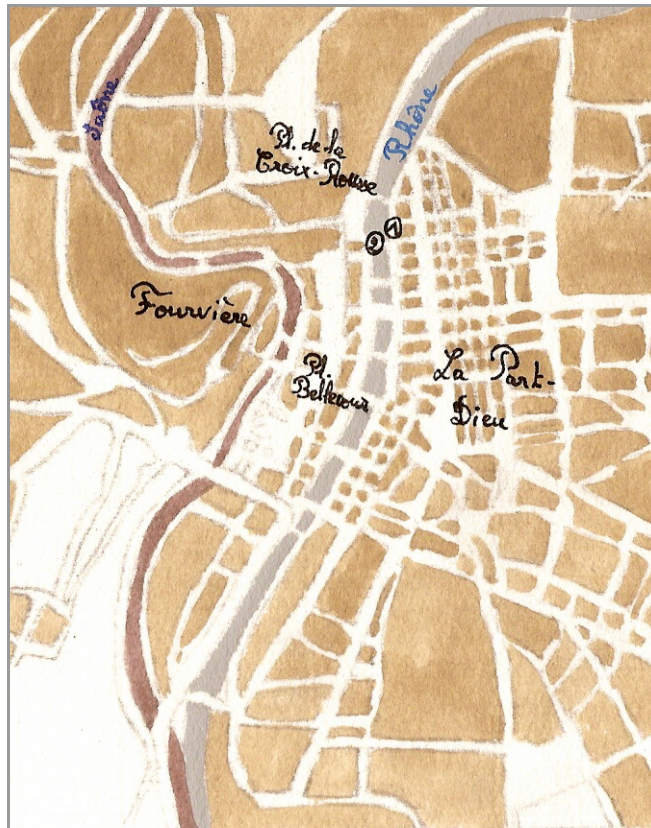 Saône
Rhône
Pl. de la
Croix-Rousse
1
2
Fourvière
Pl.
Bellecour
La Part-
Dieu